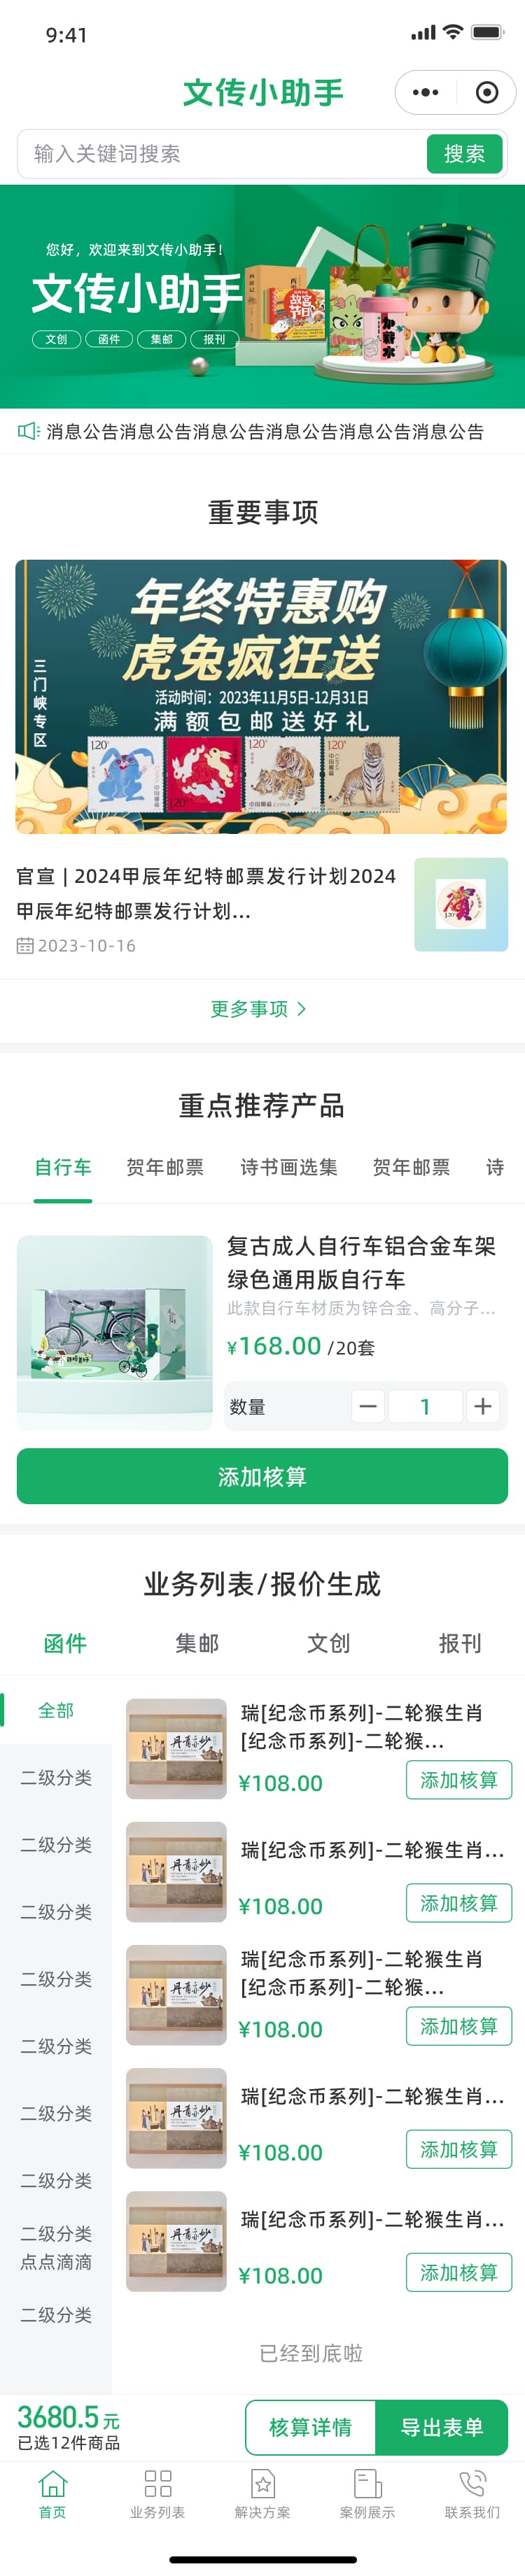 9:41
文传小助手
输入关键词搜索
搜索
您好，欢迎来到文传小助手！
文传小助手
文创
函件
集邮
报刊
消息公告消息公告消息公告消息公告消息公告消息公告
重要事项
三门峡专区
年终特惠购
虎兔疯狂送
活动时间：2023年11月5日-12月31日
满额包邮送好礼
官宣 | 2024甲辰年纪特邮票发行计划2024
甲辰年纪特邮票发行计划...
2023-10-16
更多事项
重点推荐产品
自行车
贺年邮票
诗书画选集
贺年邮票
诗
复古成人自行车铝合金车架
绿色通用版自行车
此款自行车材质为锌合金、高分子...
¥168.00 /20套
数量
1
添加核算
业务列表/报价生成
函件
集邮
文创
报刊
全部
二级分类
二级分类
二级分类
二级分类
二级分类
二级分类
二级分类
二级分类
点点滴滴
二级分类
瑞[纪念币系列]-二轮猴生肖
[纪念币系列]-二轮猴...
¥108.00
添加核算
瑞[纪念币系列]-二轮猴生肖...
¥108.00
添加核算
瑞[纪念币系列]-二轮猴生肖
[纪念币系列]-二轮猴...
¥108.00
添加核算
瑞[纪念币系列]-二轮猴生肖...
¥108.00
添加核算
瑞[纪念币系列]-二轮猴生肖...
¥108.00
添加核算
已经到底啦
3680.5 元
已选12件商品
核算详情
导出表单
首页
业务列表
解决方案
案例展示
联系我们